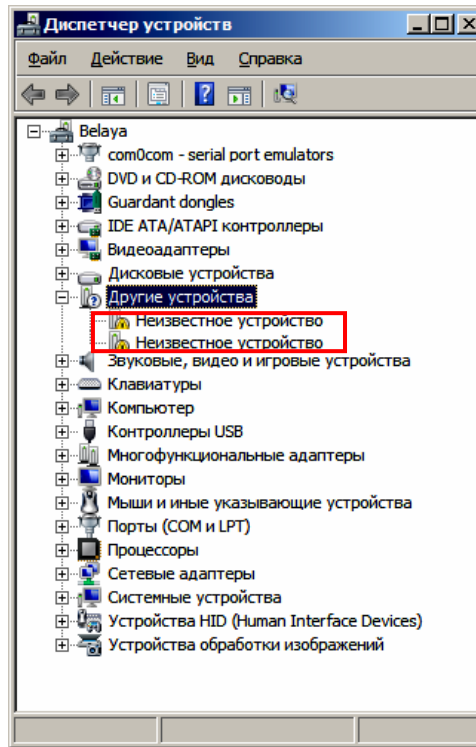 Диспетчер устройств
Файл Действие Вид Справка
Belaya
com0com - serial port emulators
DVD и CD-ROM дисководы
Guardant dongles
IDE ATA/ATAPI контроллеры
Видеоадаптеры
Дисковые устройства
Другие устройства
Неизвестное устройство
Неизвестное устройство
Звуковые, видео и игровые устройства
Клавиатуры
Компьютер
Контроллеры USB
Многофункциональные адаптеры
Мониторы
Мыши и иные указывающие устройства
Порты (COM и LPT)
Процессоры
Сетевые адаптеры
Системные устройства
Устройства HID (Human Interface Devices)
Устройства обработки изображений